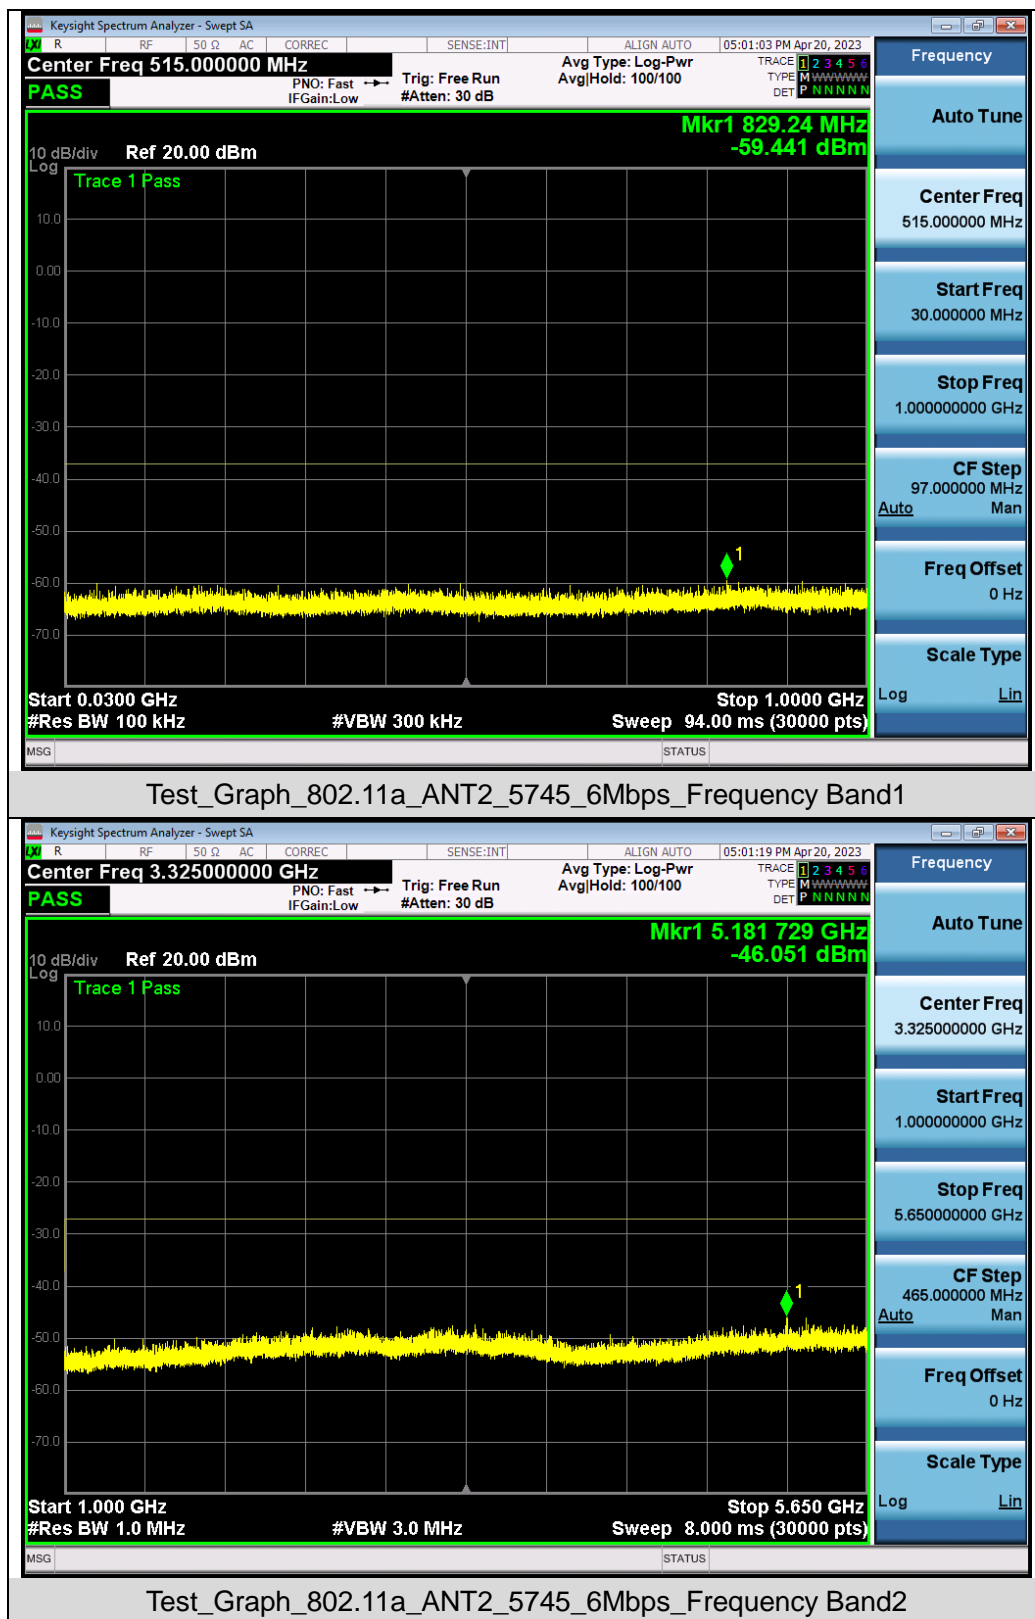 Keysight Spectrum Analyzer - Swept SA
LXI R RF 50 Ω AC CORREC SENSE:INT ALIGN AUTO 05:01:03 PM Apr 20, 2023
Center Freq 515.000000 MHz
PASS
PNO: Fast
IFGain:Low
Trig: Free Run
#Atten: 30 dB
Avg Type: Log-Pwr
Avg|Hold: 100/100
TRACE 1 2 3 4 5 6
TYPE M WWWWW
DET P N N N N N
Mkr1 829.24 MHz
-59.441 dBm
10 dB/div Ref 20.00 dBm
Log
Trace 1 Pass
10.0
0.00
-10.0
-20.0
-30.0
-40.0
-50.0
1
-60.0
-70.0
Start 0.0300 GHz Stop 1.0000 GHz
#Res BW 100 kHz #VBW 300 kHz Sweep 94.00 ms (30000 pts)
MSG STATUS
Frequency
Auto Tune
Center Freq
515.000000 MHz
Start Freq
30.000000 MHz
Stop Freq
1.000000000 GHz
CF Step
97.000000 MHz
Auto Man
Freq Offset
0 Hz
Scale Type
Log Lin
Test_Graph_802.11a_ANT2_5745_6Mbps_Frequency Band1
Keysight Spectrum Analyzer - Swept SA
LXI R RF 50 Ω AC CORREC SENSE:INT ALIGN AUTO 05:01:19 PM Apr 20, 2023
Center Freq 3.325000000 GHz
PASS
PNO: Fast
IFGain:Low
Trig: Free Run
#Atten: 30 dB
Avg Type: Log-Pwr
Avg|Hold: 100/100
TRACE 1 2 3 4 5 6
TYPE M WWWWW
DET P N N N N N
Mkr1 5.181 729 GHz
-46.051 dBm
10 dB/div Ref 20.00 dBm
Log
Trace 1 Pass
10.0
0.00
-10.0
-20.0
-30.0
-40.0
1
-50.0
-60.0
-70.0
Start 1.000 GHz Stop 5.650 GHz
#Res BW 1.0 MHz #VBW 3.0 MHz Sweep 8.000 ms (30000 pts)
MSG STATUS
Frequency
Auto Tune
Center Freq
3.325000000 GHz
Start Freq
1.000000000 GHz
Stop Freq
5.650000000 GHz
CF Step
465.000000 MHz
Auto Man
Freq Offset
0 Hz
Scale Type
Log Lin
Test_Graph_802.11a_ANT2_5745_6Mbps_Frequency Band2